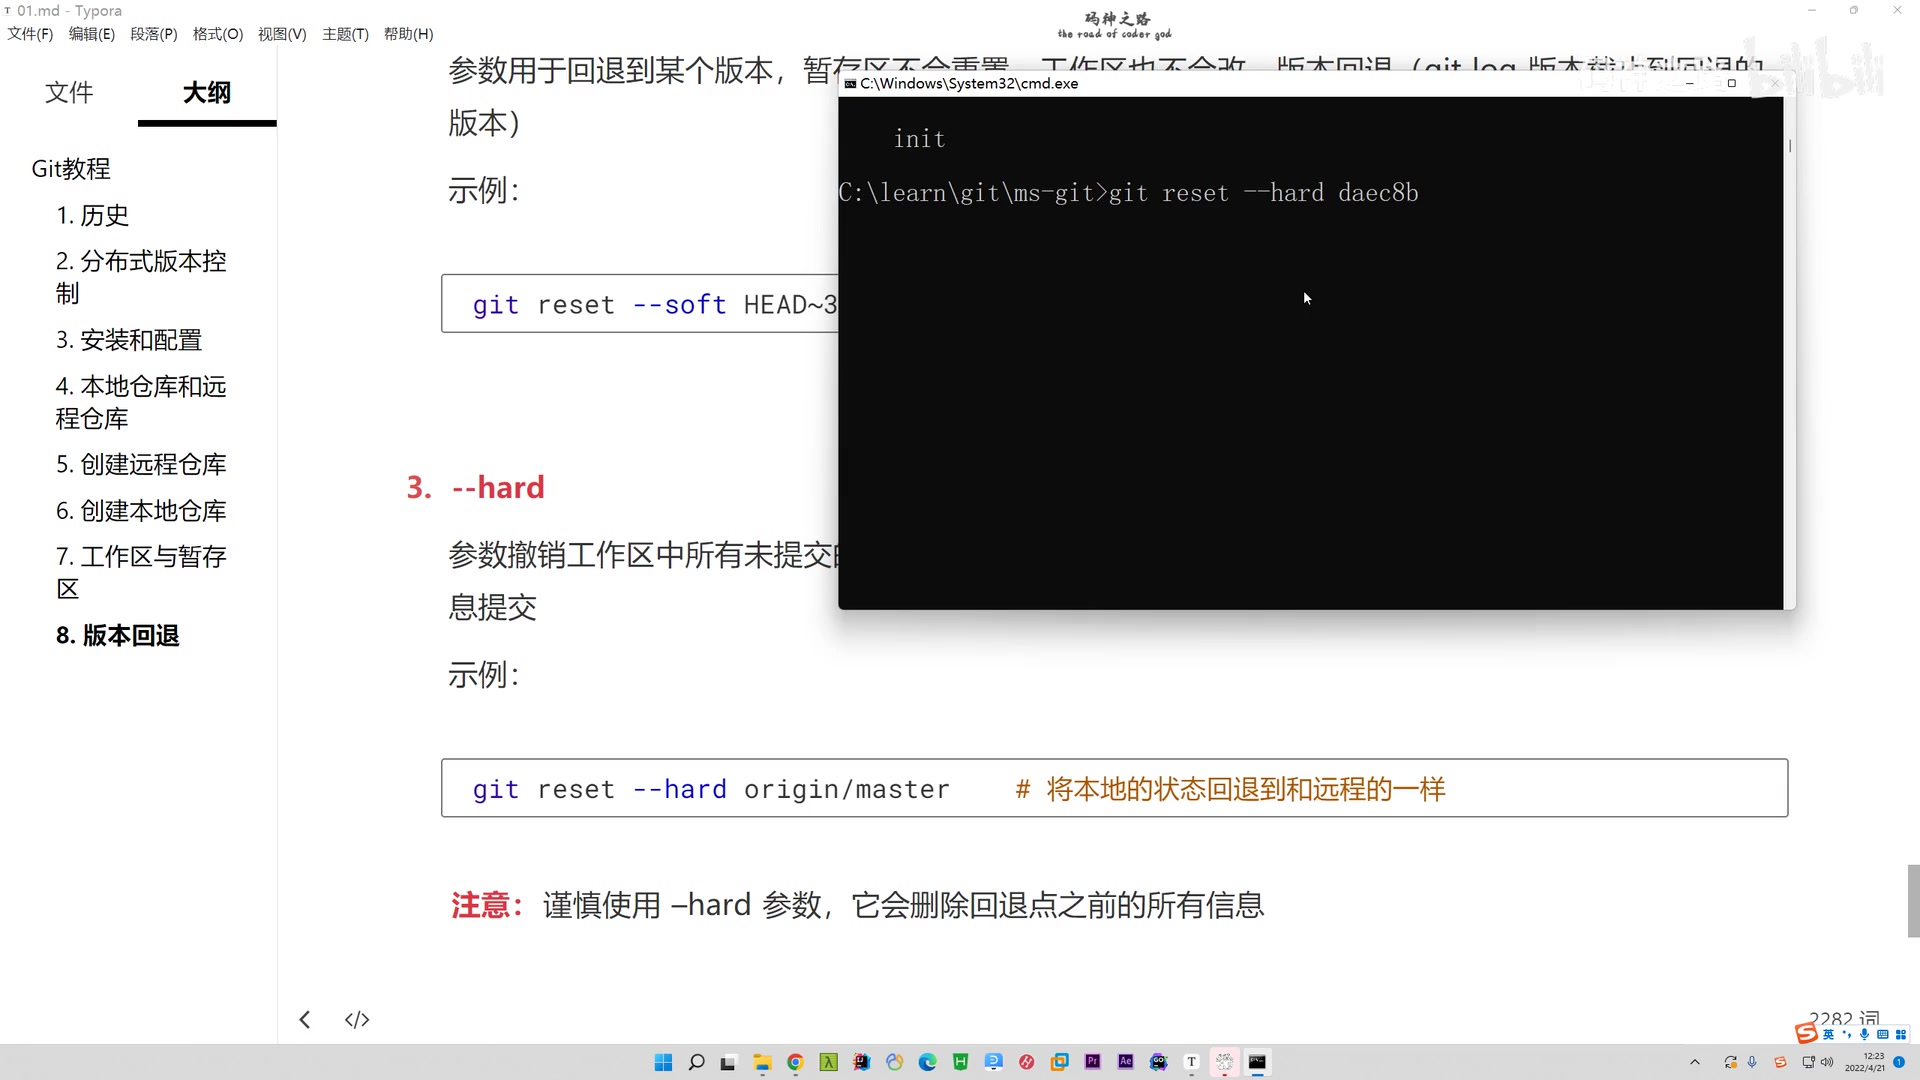 01.md - Typora
文件(F) 编辑(E) 段落(P) 格式(O) 视图(V) 主题(T) 帮助(H)
码神之路
the road of coder god
文件 大纲
Git教程
1. 历史
2. 分布式版本控
制
3. 安装和配置
4. 本地仓库和远
程仓库
5. 创建远程仓库
6. 创建本地仓库
7. 工作区与暂存
区
8. 版本回退
参数用于回退到某个版本，暂存区不会重置，工作区也不会改，版本回退（git log 版本
版本）
示例：
git reset --soft HEAD~3
3. --hard
参数撤销工作区中所有未提交
息提交
示例：
git reset --hard origin/master # 将本地的状态回退到和远程的一样
注意： 谨慎使用 –hard 参数，它会删除回退点之前的所有信息
C:\Windows\System32\cmd.exe
init
C:\learn\git\ms-git>git reset --hard daec8b
bilibili
</>
2282 词
英
12:23
2022/4/21